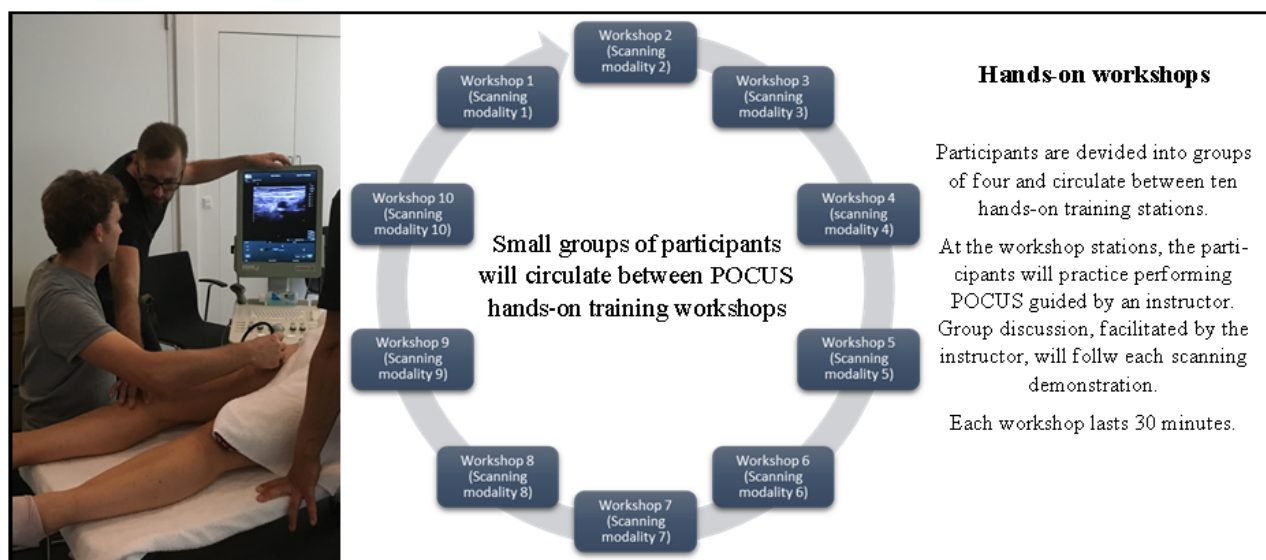 Workshop 2
(Scanning
modality 2)
Workshop 1
(Scanning
modality 1)
Workshop 3
(Scanning
modality 3)
Workshop 10
(Scanning
modality 10)
Workshop 4
(scanning
modality 4)
Small groups of participants
will circulate between POCUS
hands-on training workshops
Workshop 9
(Scanning
modality 9)
Workshop 5
(Scanning
modality 5)
Workshop 8
(Scanning
modality 8)
Workshop 6
(Scanning
modality 6)
Workshop 7
(Scanning
modality 7)
Hands-on workshops
Participants are devided into groups
of four and circulate between ten
hands-on training stations.
At the workshop stations, the parti-
cipants will practice performing
POCUS guided by an instructor.
Group discussion, facilitated by the
instructor, will follw each scanning
demonstration.
Each workshop lasts 30 minutes.